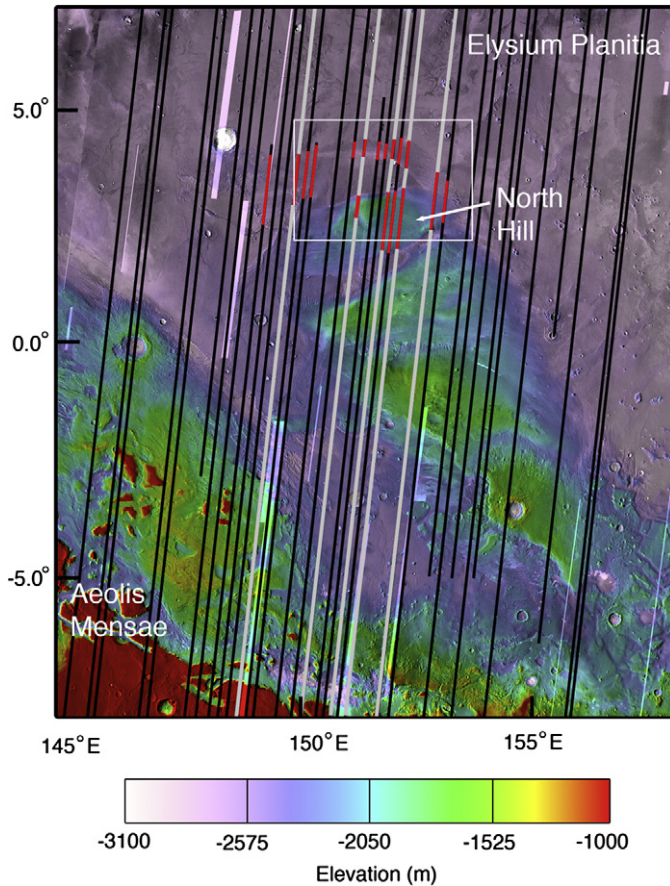 Elysium Planitia
5.0°
North
Hill
0.0°
-5.0°
Aeolis
Mensae
145°E
150°E
155°E
-3100
-2575
-2050
-1525
-1000
Elevation (m)